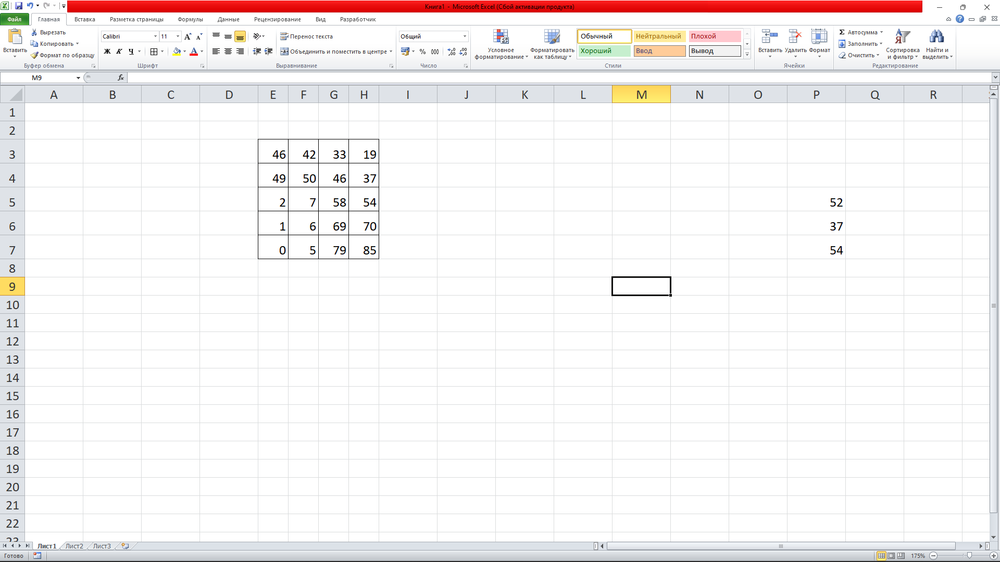 Книга1 - Microsoft Excel (Сбой активации продукта)
Файл Главная Вставка Разметка страницы Формулы Данные Рецензирование Вид Разработчик
Вставить
Вырезать
Копировать
Формат по образцу
Буфер обмена
Calibri 11
Ж К Ч
Шрифт
Перенос текста
Объединить и поместить в центре
Выравнивание
Общий
% 000
Число
Условное
форматирование
Форматировать
как таблицу
Обычный Нейтральный Плохой
Хороший Ввод Вывод
Стили
Вставить Удалить Формат
Ячейки
Σ Автосумма
Заполнить
Очистить
Сортировка
и фильтр
Найти и
выделить
Редактирование
M9 fx
A B C D E F G H I J K L M N O P Q R
1
2
3 46 42 33 19
4 49 50 46 37
5 2 7 58 54 52
6 1 6 69 70 37
7 0 5 79 85 54
8
9
10
11
12
13
14
15
16
17
18
19
20
21
22
23
Лист1 Лист2 Лист3
Готово 175%